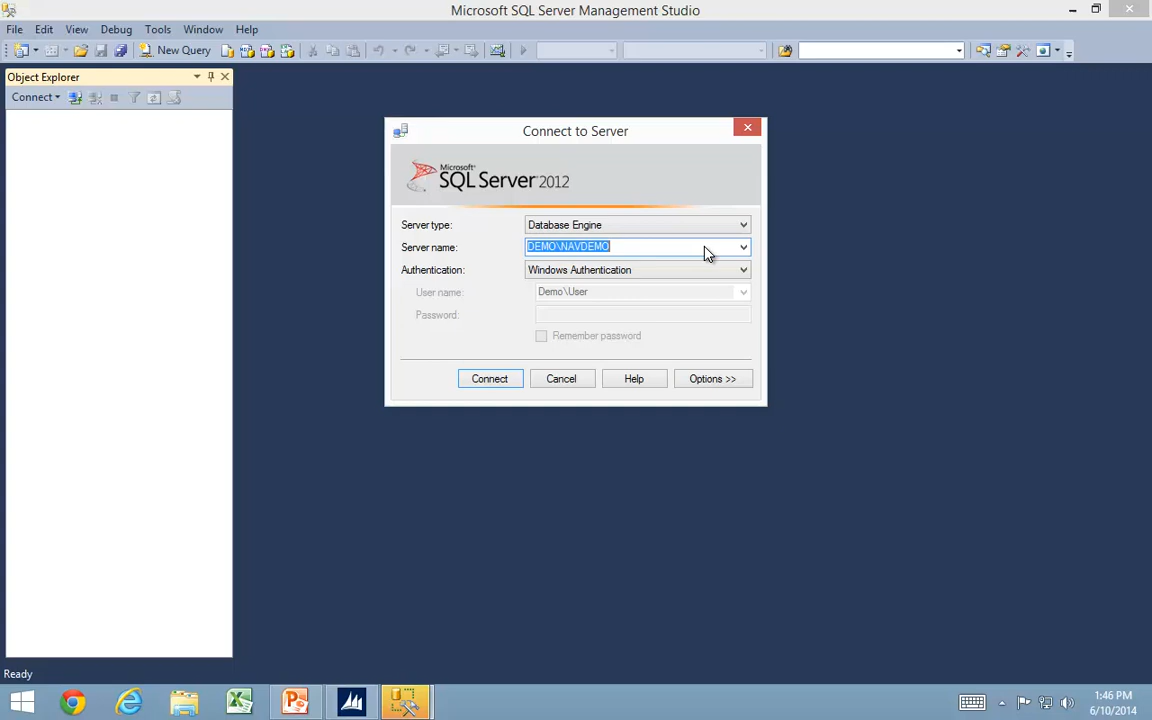 Microsoft SQL Server Management Studio
File Edit View Debug Tools Window Help
New Query
Object Explorer
Connect
Connect to Server
Microsoft®
SQL Server® 2012
Server type: Database Engine
Server name: DEMO\NAVDEMO
Authentication: Windows Authentication
User name: Demo\User
Password:
Remember password
Connect Cancel Help Options >>
Ready
1:46 PM
6/10/2014